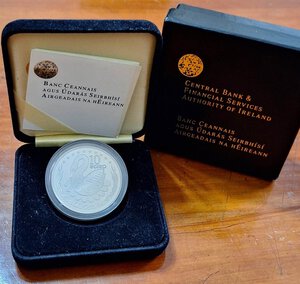 Banc Ceannais
agus Údarás Seirbhísí
Airgeadais na hÉireann
Central Bank &
Financial Services
Authority of Ireland
Banc Ceannais
agus Údarás Seirbhísí
Airgeadais na hÉireann
10
euro